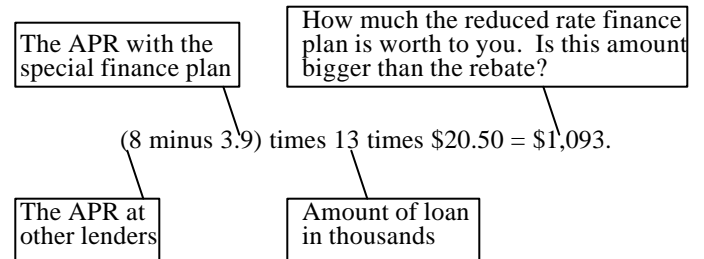 The APR with the
special finance plan
How much the reduced rate finance
plan is worth to you.  Is this amount
bigger than the rebate?
(8 minus 3.9) times 13 times $20.50 = $1,093.
The APR at
other lenders
Amount of loan
in thousands